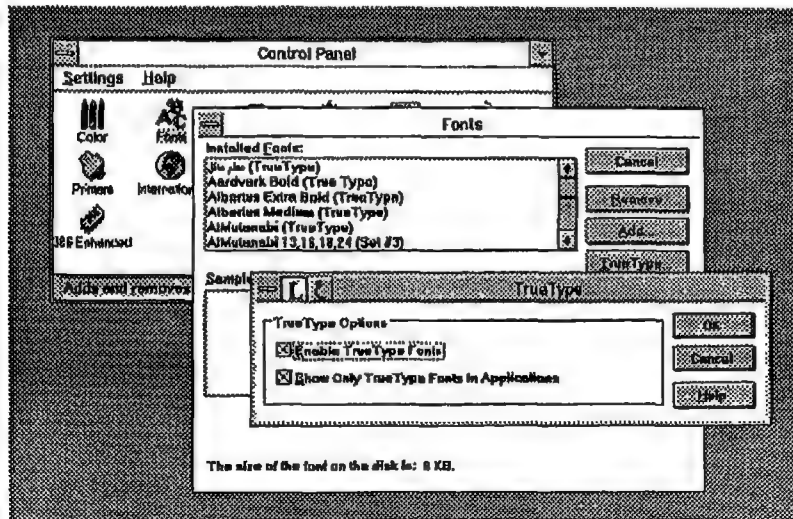 Control Panel
Settings Help
Color
Fonts
Printers
Internation
386 Enhanced
Adds and removes
Fonts
Installed Fonts:
(TrueType)
Aardvark Bold (True Type)
Albertus Extra Bold (TrueType)
Albertus Medium (TrueType)
AlMutanabi (TrueType)
AlMutanabi 13,16,18,24 (Set #3)
Cancel
Remove
Add...
TrueType...
Sample
TrueType
TrueType Options
Enable TrueType Fonts
Show Only TrueType Fonts in Applications
OK
Cancel
Help
The size of the font on the disk is: 8 KB.